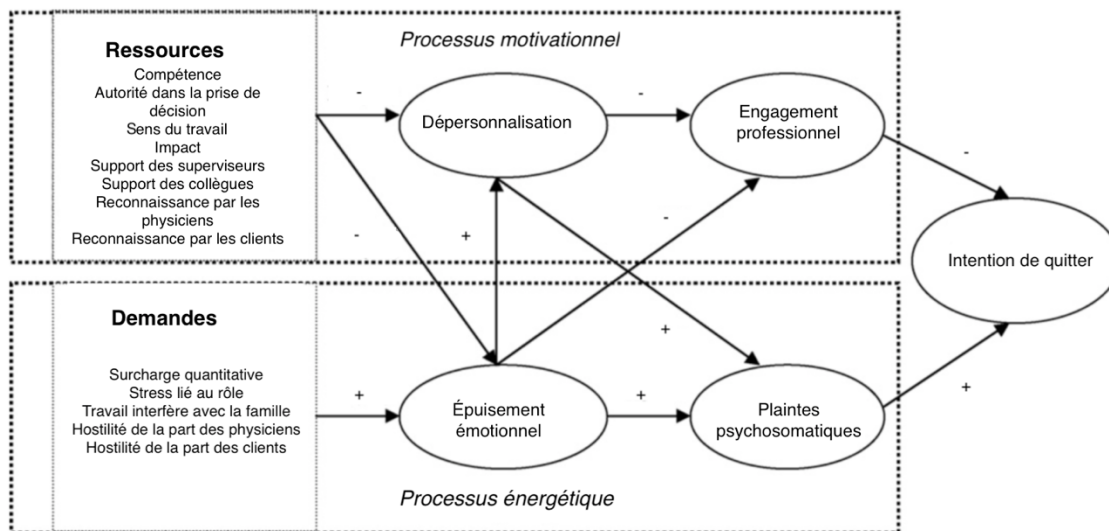 Ressources
Compétence
Autorité dans la prise de
décision
Sens du travail
Impact
Support des superviseurs
Support des collègues
Reconnaissance par les
physiciens
Reconnaissance par les clients
Processus motivationnel
-
Dépersonnalisation
-
Engagement
professionnel
-
-
+
-
Intention de quitter
Demandes
Surcharge quantitative
Stress lié au rôle
Travail interfère avec la famille
Hostilité de la part des physiciens
Hostilité de la part des clients
+
Épuisement
émotionnel
+
+
Plaintes
psychosomatiques
+
Processus énergétique